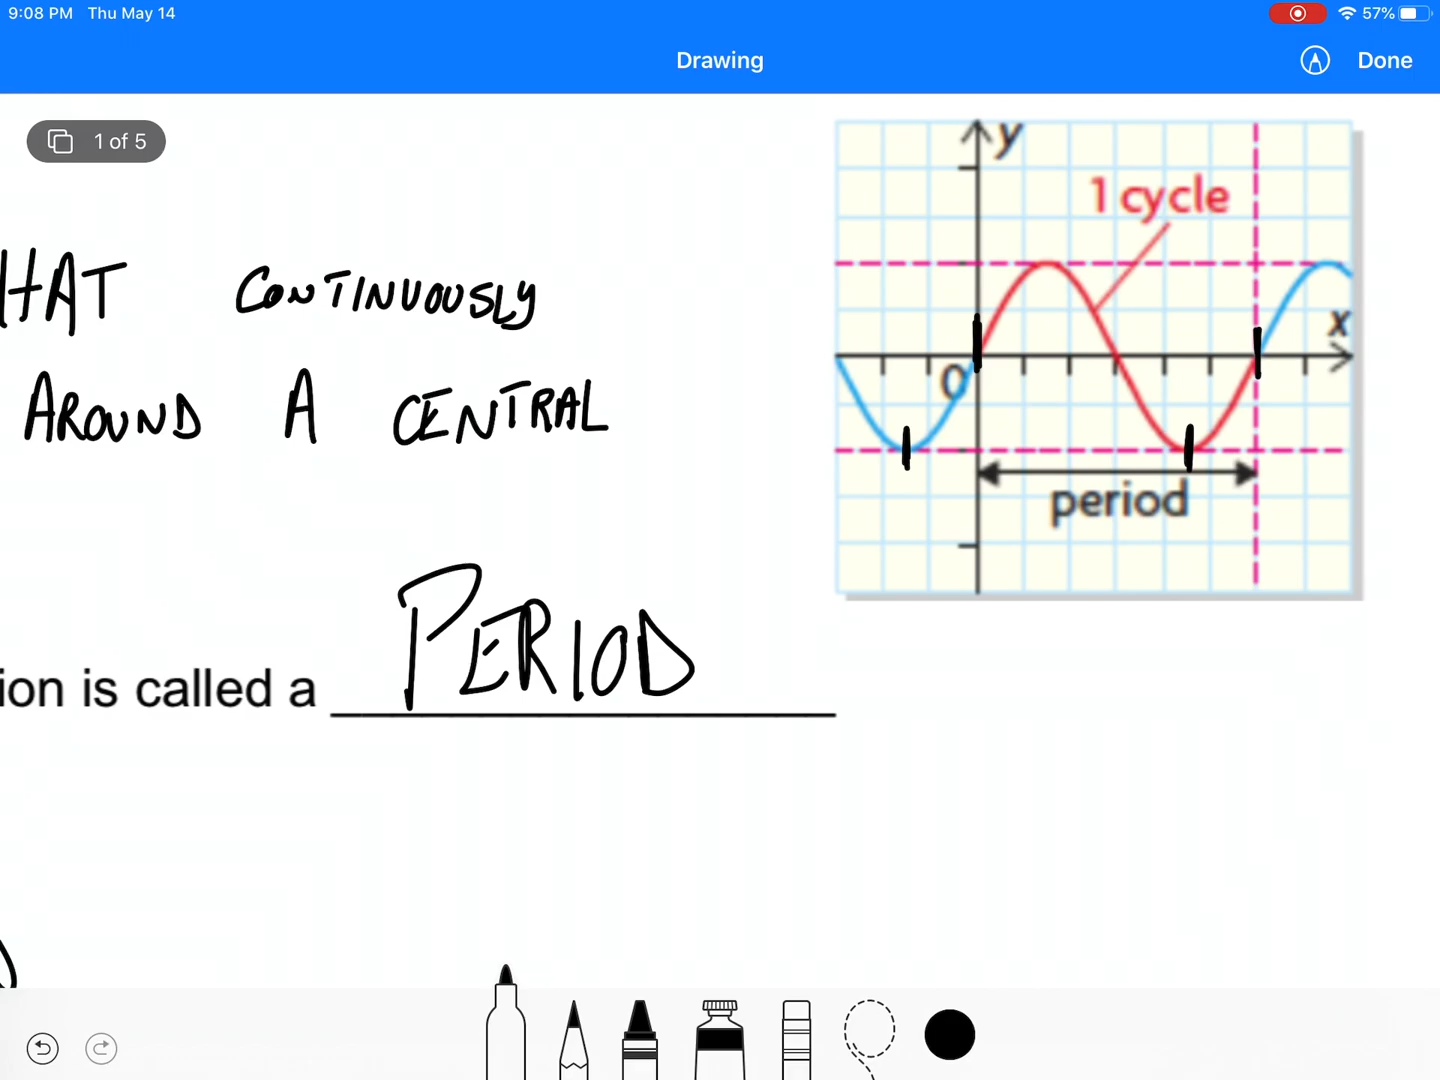 9:08 PM Thu May 14
57%
Drawing
Done
1 of 5
y
1 cycle
HAT CONTINUOUSLY
x
0
AROUND A CENTRAL
period
ion is called a PERIOD